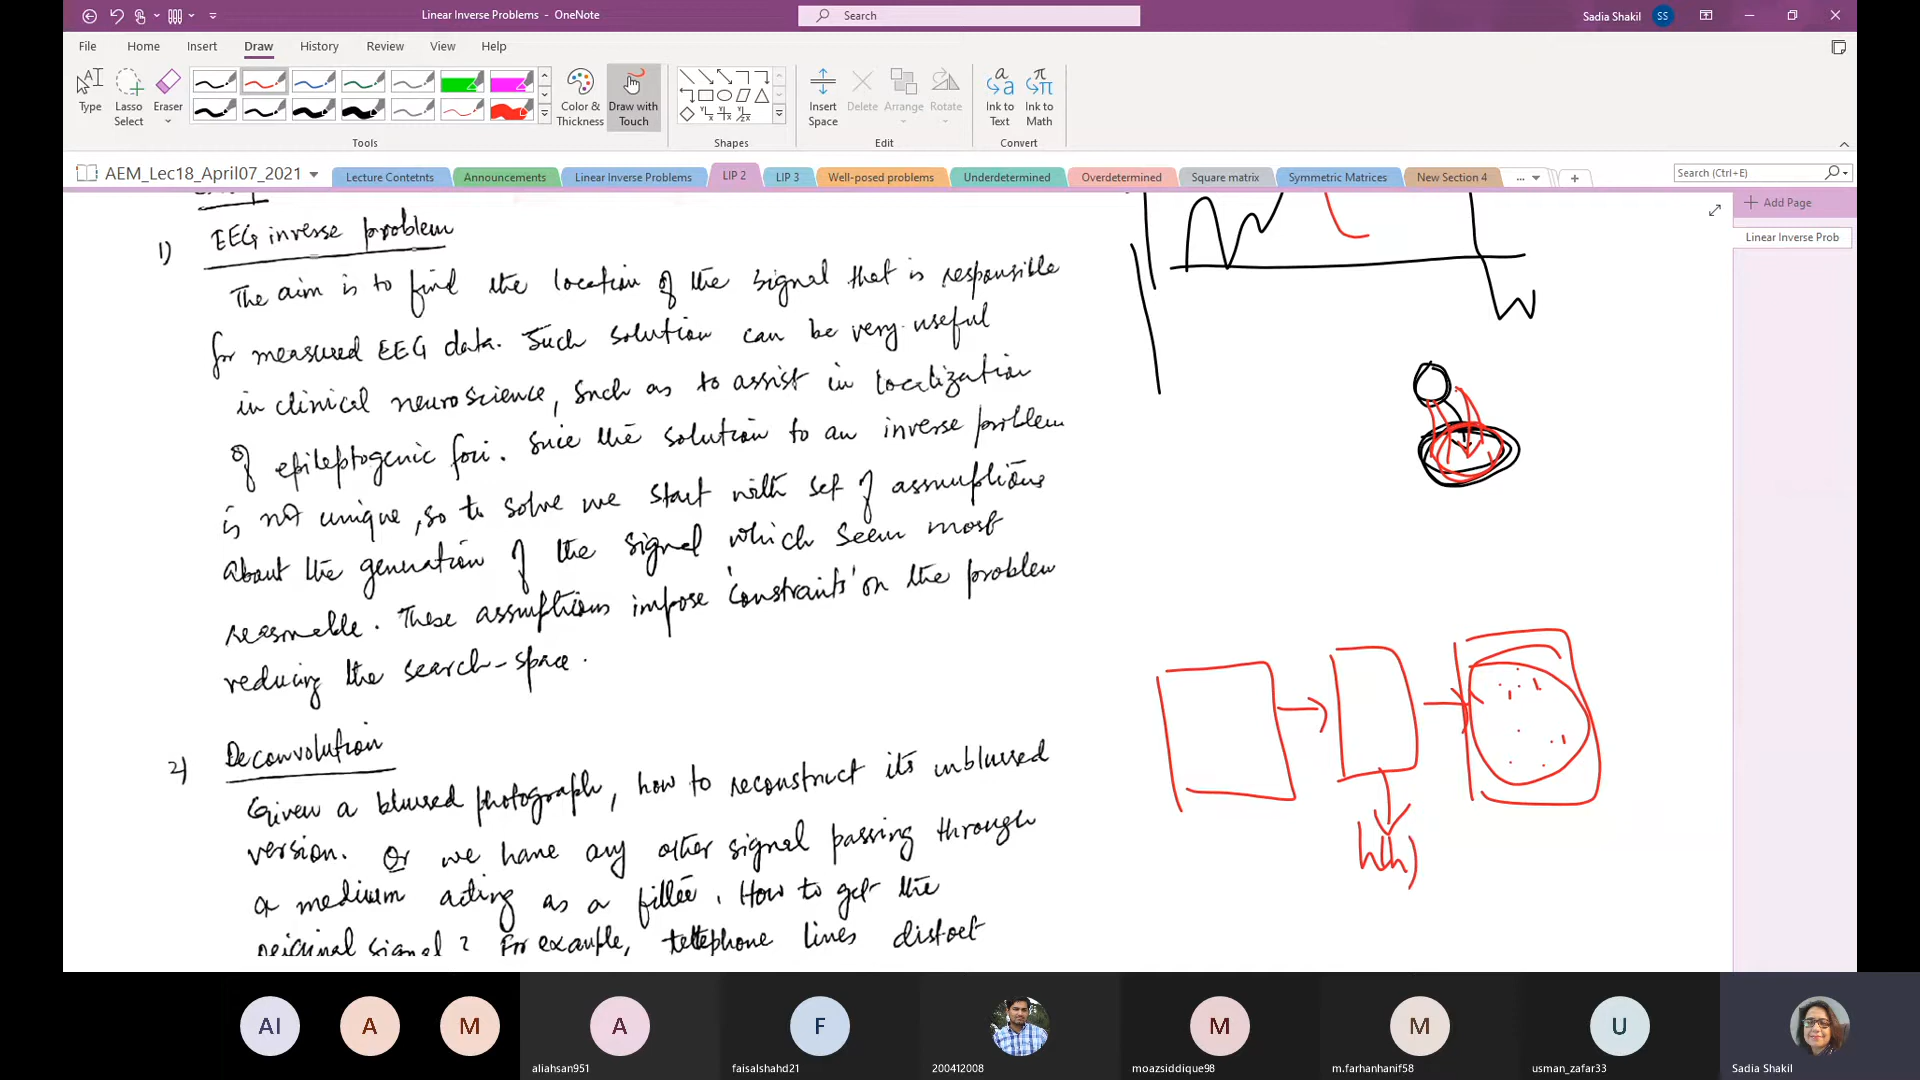 Linear Inverse Problems - OneNote
Search
Sadia Shakil
SS
File Home Insert Draw History Review View Help
Type
Lasso Select
Eraser
Color & Thickness
Draw with Touch
Insert Space
Delete
Arrange
Rotate
Ink to Text
Ink to Math
Tools
Shapes
Edit
Convert
AEM_Lec18_April07_2021
Lecture Contetnts
Announcements
Linear Inverse Problems
LIP 2
LIP 3
Well-posed problems
Underdetermined
Overdetermined
Square matrix
Symmetric Matrices
New Section 4
...
Search (Ctrl+E)
Add Page
Linear Inverse Prob
1) EEG inverse problem
The aim is to find the location of the signal that is responsible
for measured EEG data. Such solution can be very useful
in clinical neuroscience, such as to assist in localization
of epileptogenic foci. Since the solution to an inverse problem
is not unique, so to solve we start with set of assumptions
about the generation of the signal which seem most
reasonable. These assumptions impose 'constraints' on the problem
reducing the search-space.
2) Deconvolution
Given a blurred photograph, how to reconstruct its unblurred
version. Or we have any other signal passing through
a medium acting as a filter. How to get the
original signal? For example, telephone lines distort
h(n)
AI
A
M
A
F
M
M
U
aliahsan951
faisalshahd21
200412008
moazsiddique98
m.farhanhanif58
usman_zafar33
Sadia Shakil